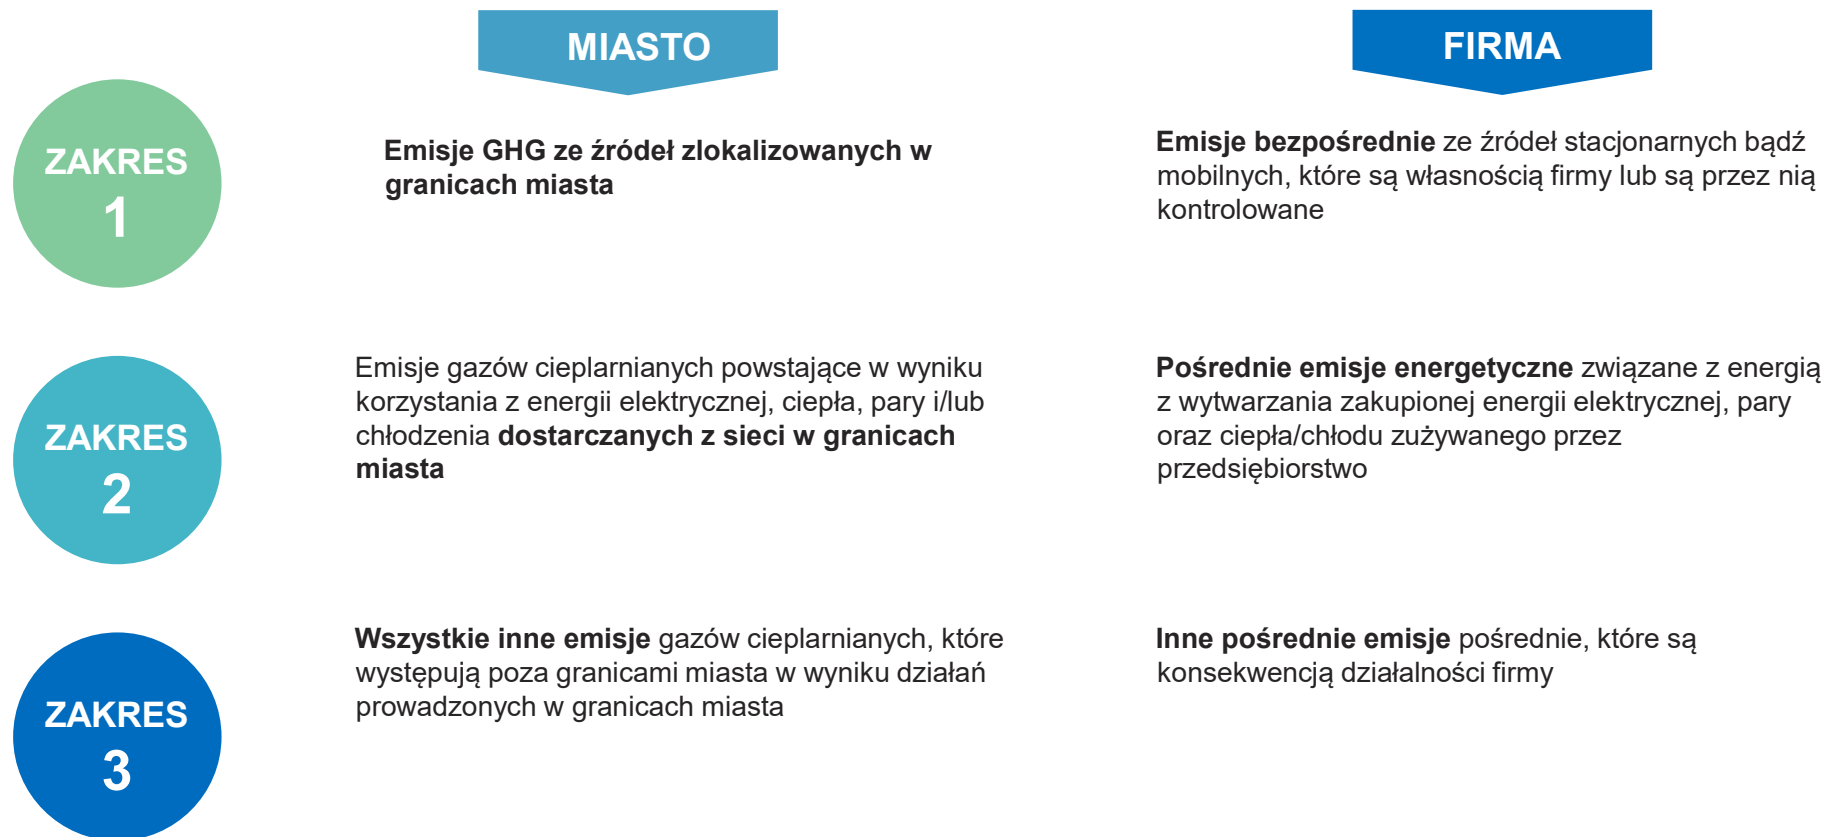 MIASTO
FIRMA
ZAKRES
1
Emisje GHG ze źródeł zlokalizowanych w
granicach miasta
Emisje bezpośrednie ze źródeł stacjonarnych bądź
mobilnych, które są własnością firmy lub są przez nią
kontrolowane
ZAKRES
2
Emisje gazów cieplarnianych powstające w wyniku
korzystania z energii elektrycznej, ciepła, pary i/lub
chłodzenia dostarczanych z sieci w granicach
miasta
Pośrednie emisje energetyczne związane z energią
z wytwarzania zakupionej energii elektrycznej, pary
oraz ciepła/chłodu zużywanego przez
przedsiębiorstwo
ZAKRES
3
Wszystkie inne emisje gazów cieplarnianych, które
występują poza granicami miasta w wyniku działań
prowadzonych w granicach miasta
Inne pośrednie emisje pośrednie, które są
konsekwencją działalności firmy